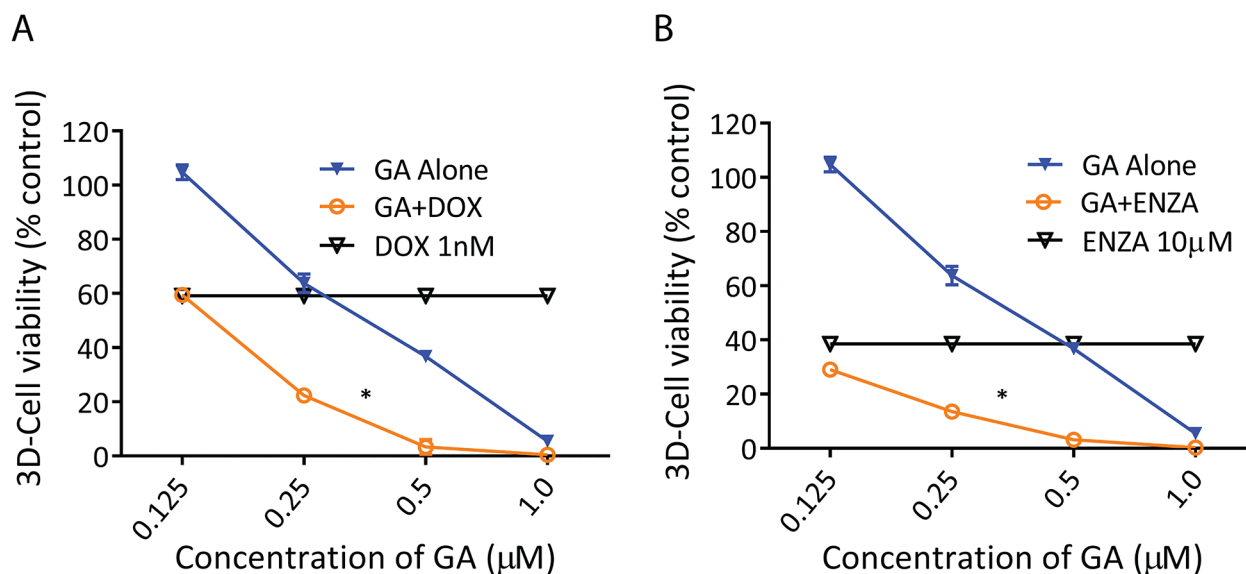 A
3D-Cell viability (% control)
120
100
80
60
40
20
0
GA Alone
GA+DOX
DOX 1nM
*
0.125
0.25
0.5
1.0
Concentration of GA (μM)
B
3D-Cell viability (% control)
120
100
80
60
40
20
0
GA Alone
GA+ENZA
ENZA 10μM
*
0.125
0.25
0.5
1.0
Concentration of GA (μM)